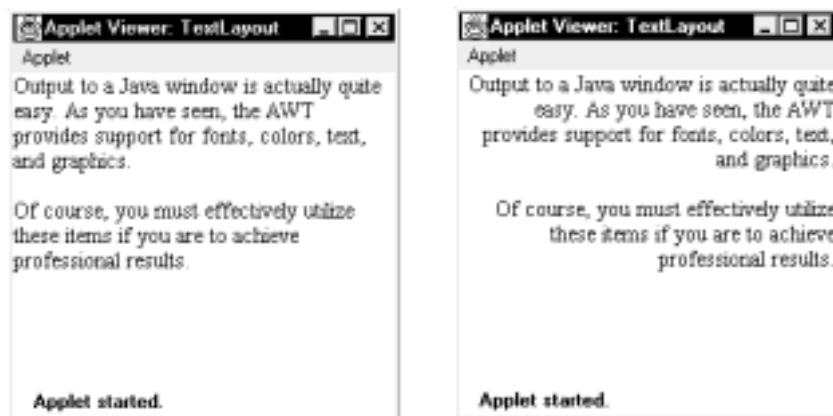 Applet Viewer: TextLayout
Applet
Output to a Java window is actually quite
easy. As you have seen, the AWT
provides support for fonts, colors, text,
and graphics.
Of course, you must effectively utilize
these items if you are to achieve
professional results.
Applet started.
Applet Viewer: TextLayout
Applet
Output to a Java window is actually quite
easy. As you have seen, the AWT
provides support for fonts, colors, text,
and graphics.
Of course, you must effectively utilize
these items if you are to achieve
professional results.
Applet started.